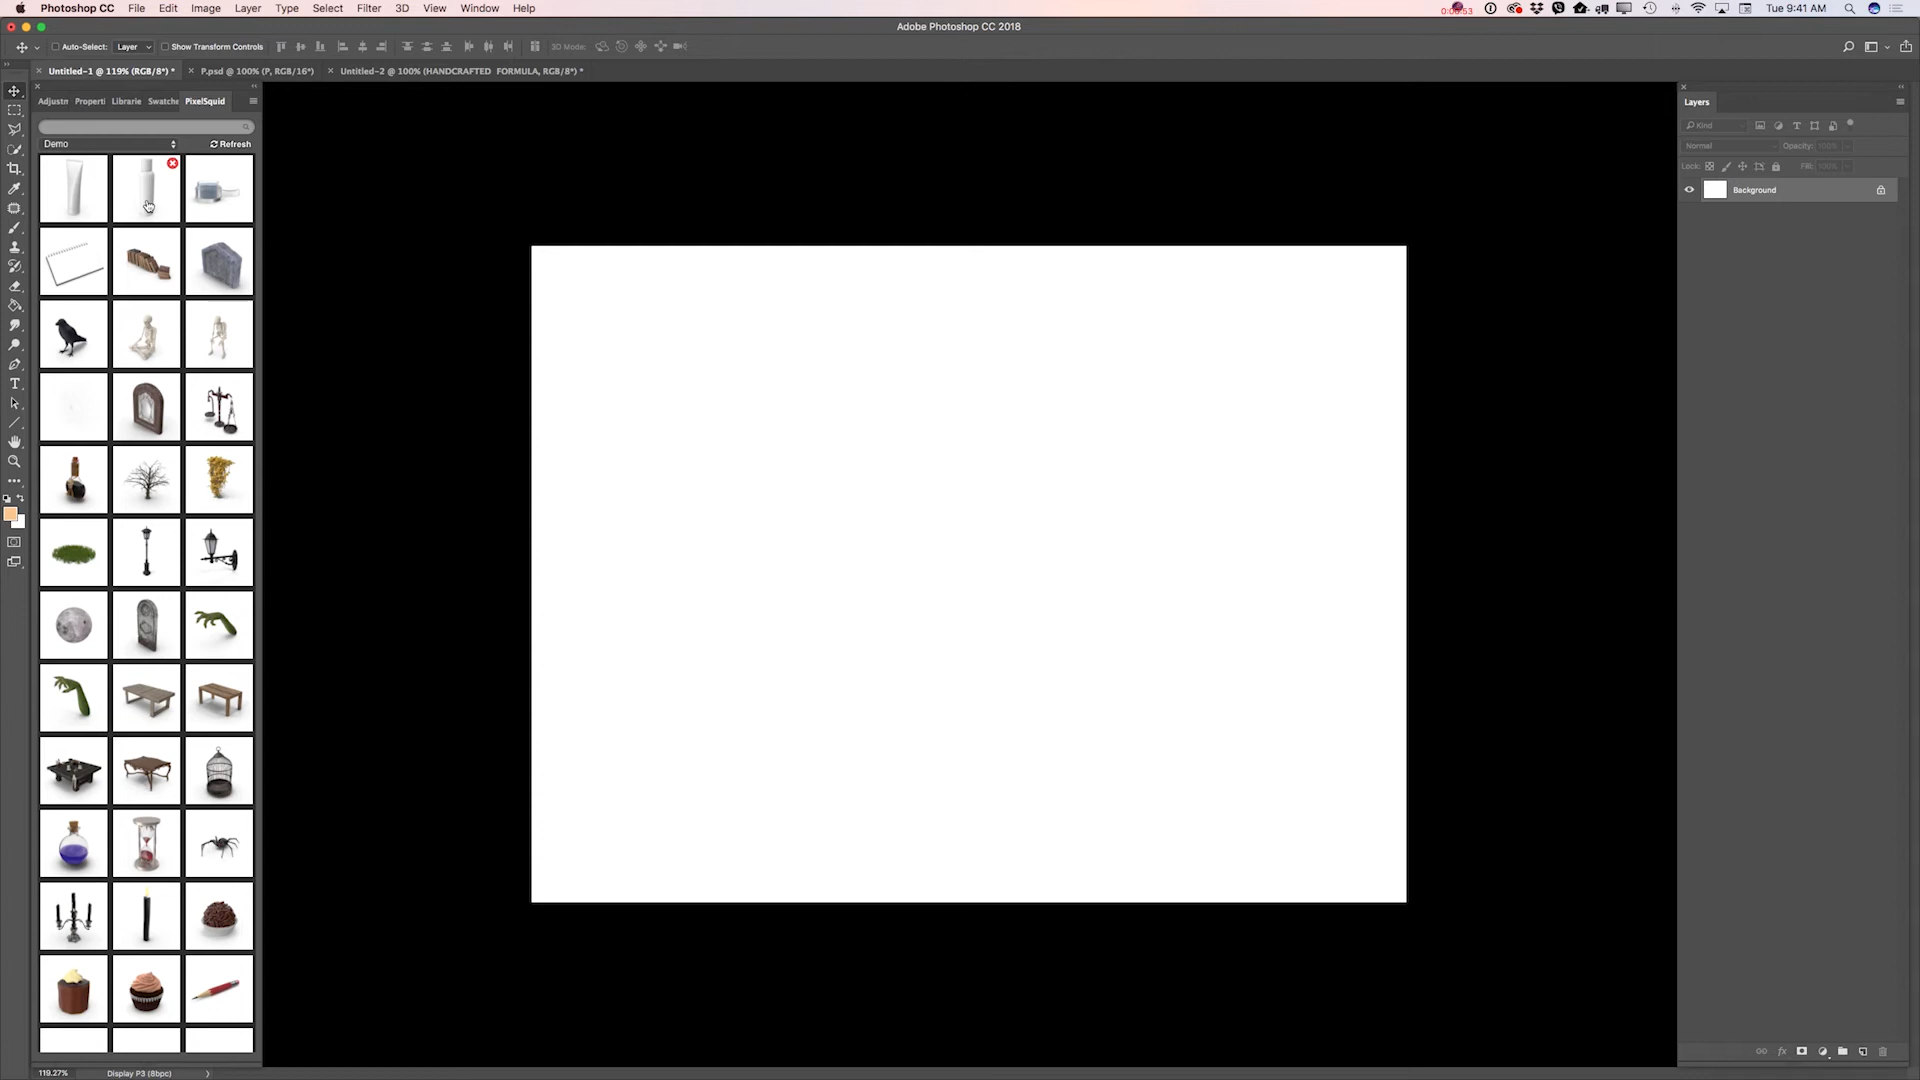 Photoshop CC File Edit Image Layer Type Select Filter 3D View Window Help
Tue 9:41 AM
Adobe Photoshop CC 2018
Auto-Select: Layer Show Transform Controls 3D Mode:
Untitled-1 @ 119% (RGB/8*) * P.psd @ 100% (P, RGB/16*) Untitled-2 @ 100% (HANDCRAFTED FORMULA, RGB/8*) *
Adjustm Properti Librarie Swatche PixelSquid
Demo Refresh
Layers
Kind
Normal Opacity: 100%
Lock: Fill: 100%
Background
119.27% Display P3 (8bpc)